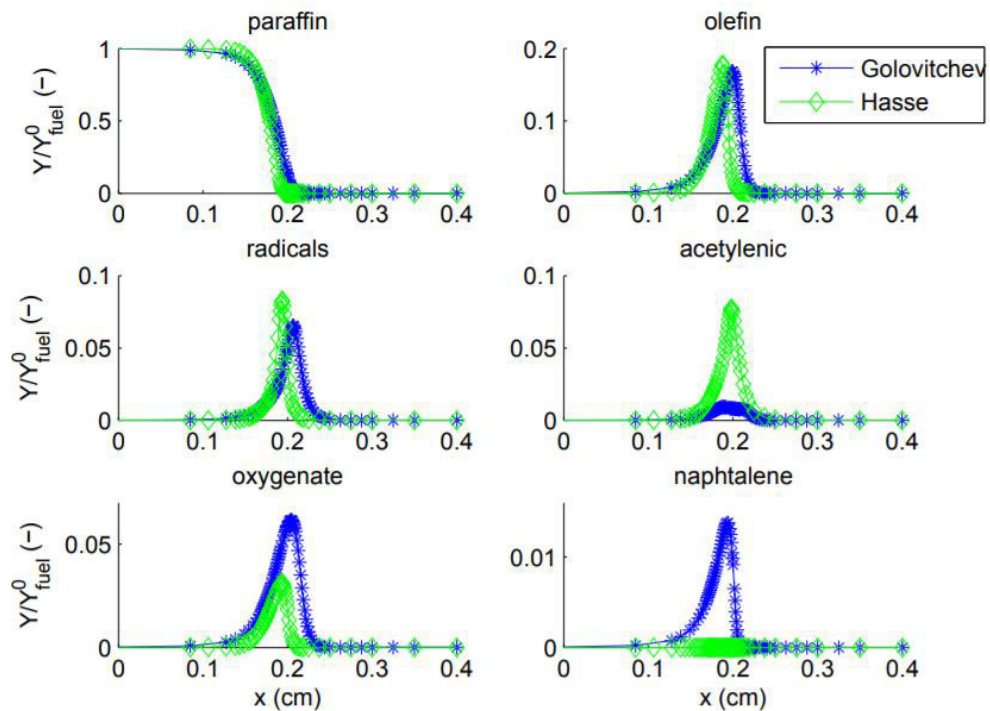 paraffin
olefin
1
0.5
0
Y/Y⁰fuel (−)
0 0.1 0.2 0.3 0.4
0.2
0.1
0
0 0.1 0.2 0.3 0.4
Golovitchev
Hasse
radicals
acetylenic
0.1
0.05
0
Y/Y⁰fuel (−)
0 0.1 0.2 0.3 0.4
0.1
0.05
0
0 0.1 0.2 0.3 0.4
oxygenate
naphtalene
0.05
0
Y/Y⁰fuel (−)
0 0.1 0.2 0.3 0.4
x (cm)
0.01
0
0 0.1 0.2 0.3 0.4
x (cm)